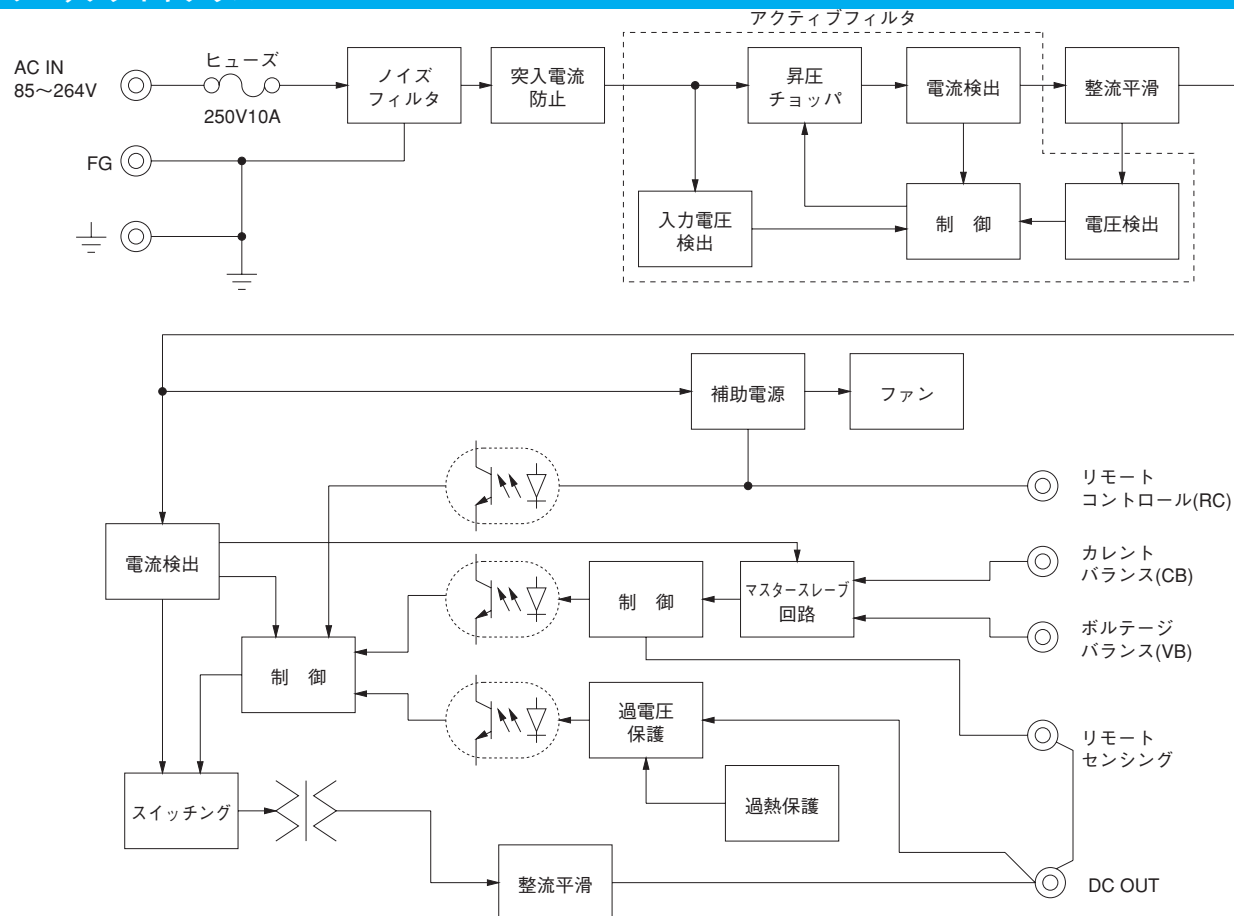 アクティブフィルタ
AC IN
85～264V
ヒューズ
250V10A
ノイズ
フィルタ
突入電流
防止
昇圧
チョッパ
電流検出
整流平滑
FG
入力電圧
検出
制　御
電圧検出
補助電源
ファン
リモート
コントロール(RC)
電流検出
カレント
バランス(CB)
制　御
マスタースレーブ
回路
ボルテージ
バランス(VB)
制　御
過電圧
保護
リモート
センシング
スイッチング
過熱保護
整流平滑
DC OUT